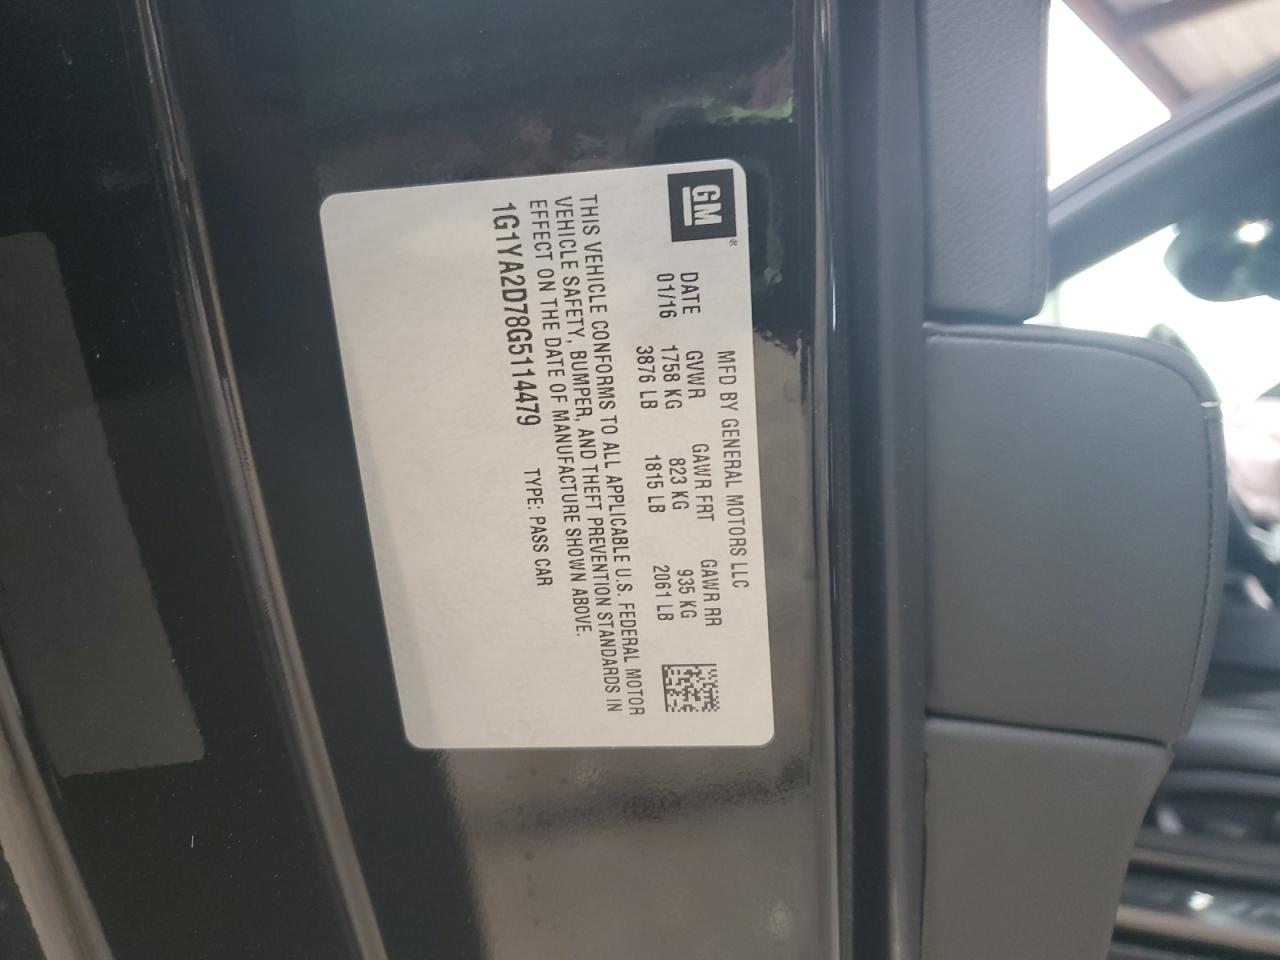 GM ®
MFD BY GENERAL MOTORS LLC
DATE GVWR GAWR FRT GAWR RR
01/16 1758 KG 823 KG 935 KG
3876 LB 1815 LB 2061 LB
THIS VEHICLE CONFORMS TO ALL APPLICABLE U.S. FEDERAL MOTOR
VEHICLE SAFETY, BUMPER, AND THEFT PREVENTION STANDARDS IN
EFFECT ON THE DATE OF MANUFACTURE SHOWN ABOVE.
1G1YA2D78G5114479 TYPE: PASS CAR